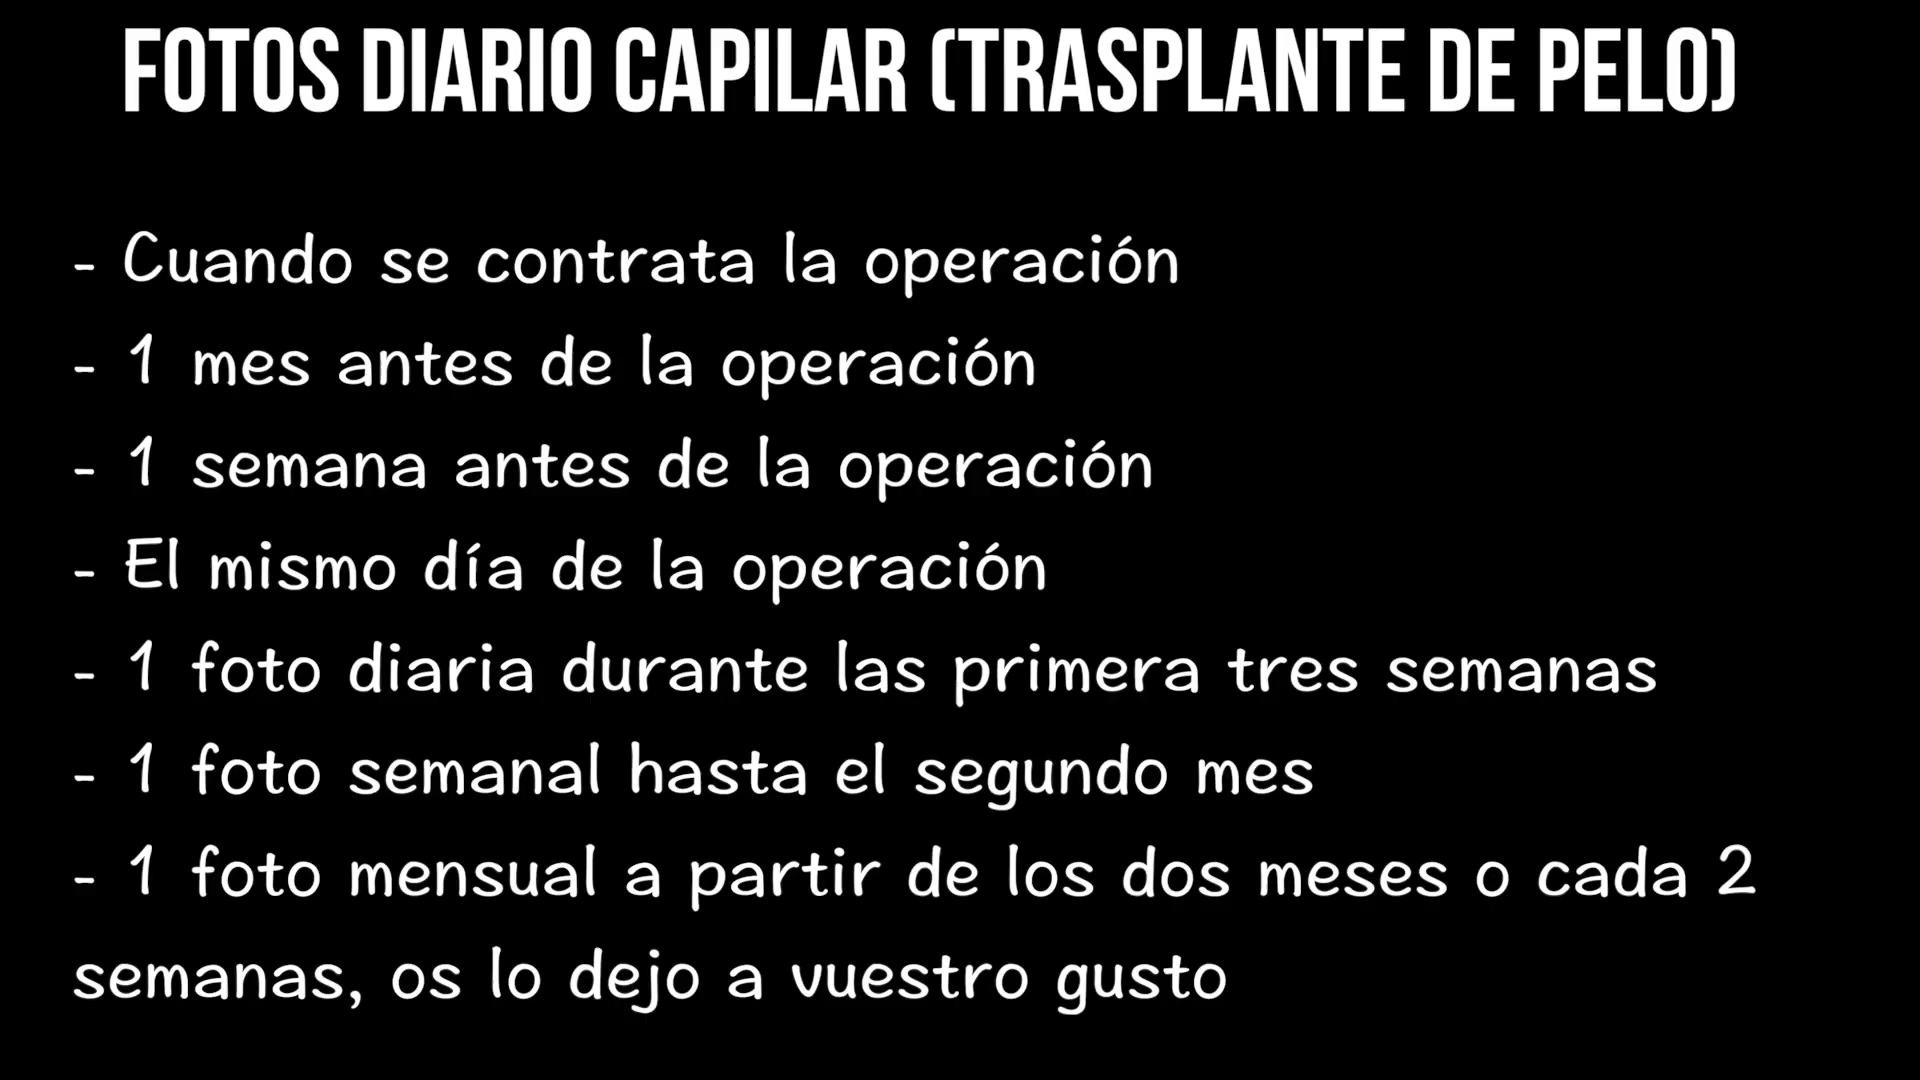 FOTOS DIARIO CAPILAR (TRASPLANTE DE PELO)
- Cuando se contrata la operación
- 1 mes antes de la operación
- 1 semana antes de la operación
- El mismo día de la operación
- 1 foto diaria durante las primera tres semanas
- 1 foto semanal hasta el segundo mes
- 1 foto mensual a partir de los dos meses o cada 2
semanas, os lo dejo a vuestro gusto